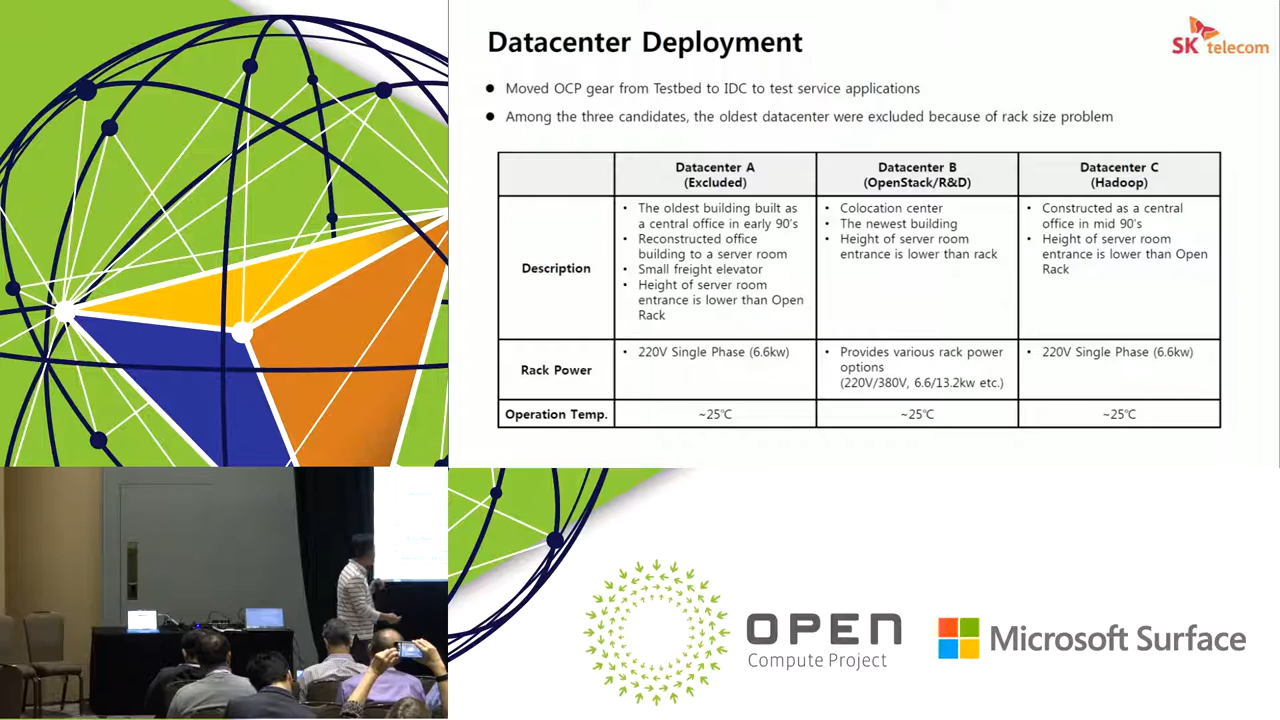 Datacenter Deployment
SK telecom
● Moved OCP gear from Testbed to IDC to test service applications
● Among the three candidates, the oldest datacenter were excluded because of rack size problem
Datacenter A
(Excluded)
Datacenter B
(OpenStack/R&D)
Datacenter C
(Hadoop)
Description
• The oldest building built as
a central office in early 90's
• Reconstructed office
building to a server room
• Small freight elevator
• Height of server room
entrance is lower than Open
Rack
• Colocation center
• The newest building
• Height of server room
entrance is lower than rack
• Constructed as a central
office in mid 90's
• Height of server room
entrance is lower than Open
Rack
Rack Power
• 220V Single Phase (6.6kw)
• Provides various rack power
options
(220V/380V, 6.6/13.2kw etc.)
• 220V Single Phase (6.6kw)
Operation Temp.
~25℃
~25℃
~25℃
OPEN
Compute Project
Microsoft Surface